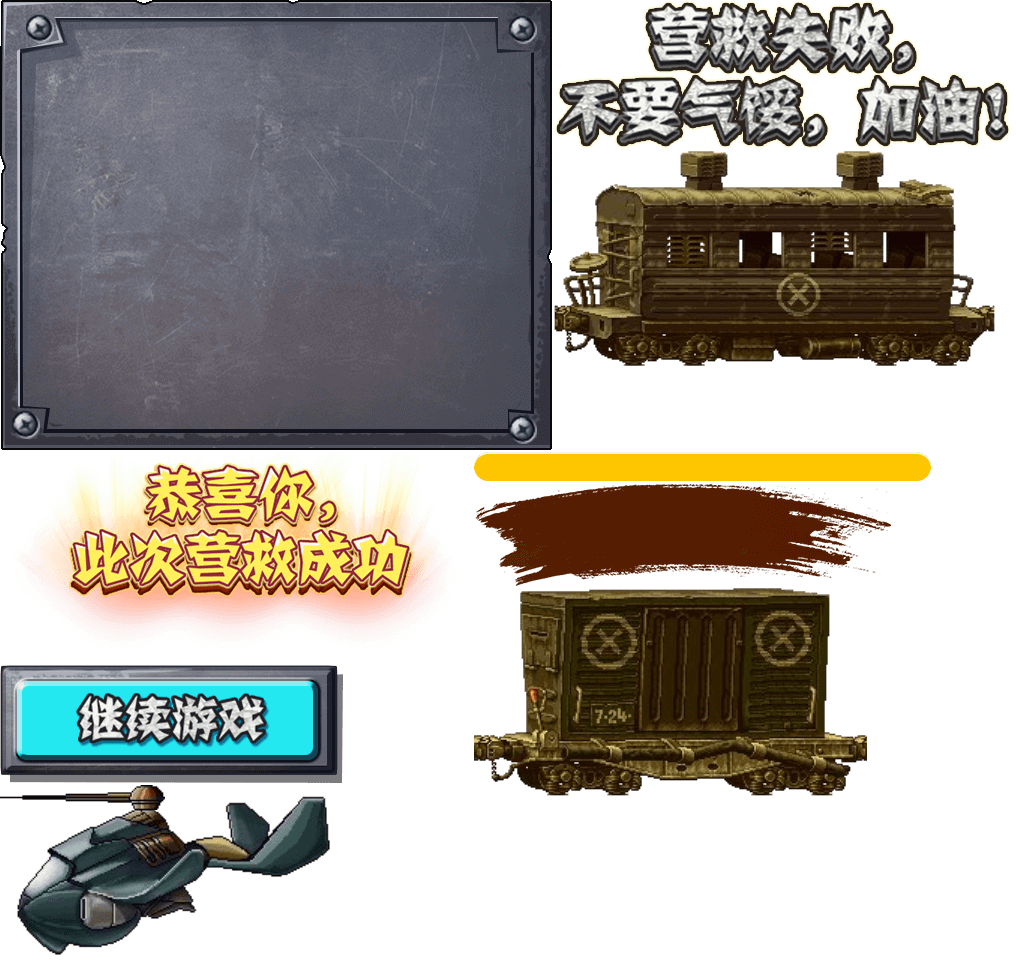 营救失败，
不要气馁，加油！
恭喜你，
此次营救成功
继续游戏
7-24